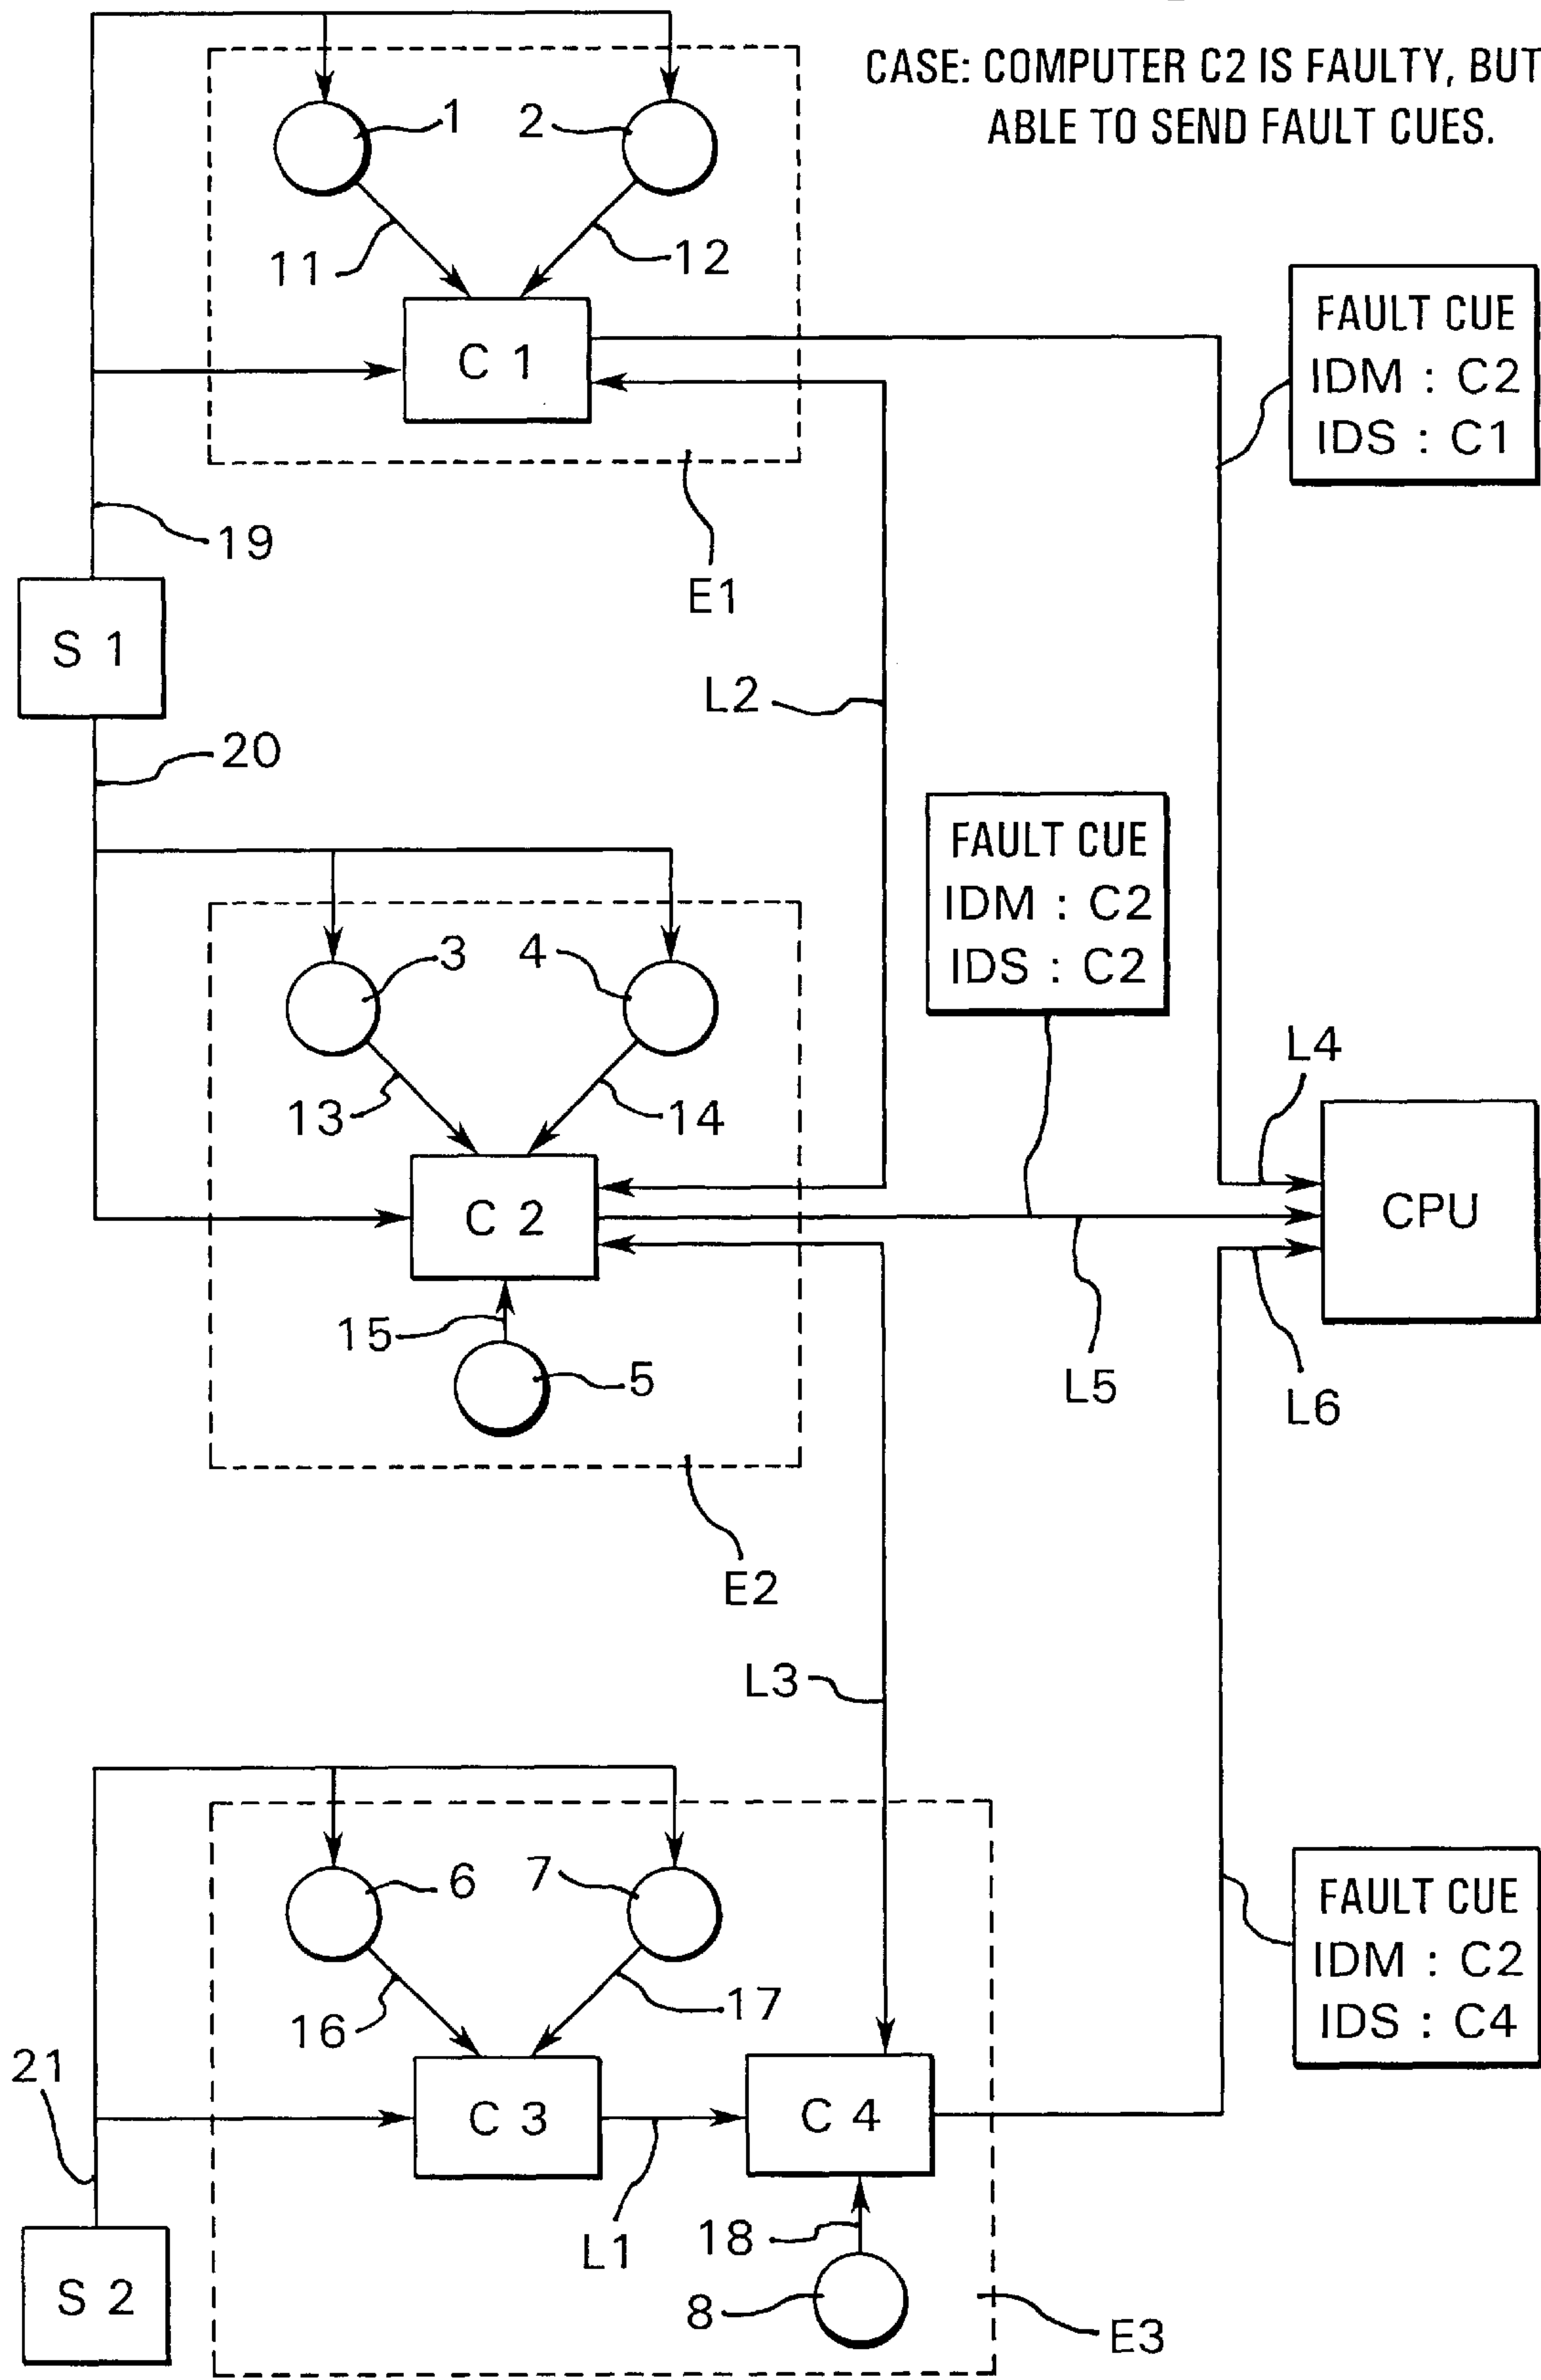 CASE: COMPUTER C2 IS FAULTY, BUT
ABLE TO SEND FAULT CUES.
1
2
11
12
C 1
FAULT CUE
IDM : C2
IDS : C1
19
E1
S 1
L2
20
FAULT CUE
IDM : C2
IDS : C2
3
4
13
14
L4
C 2
CPU
15
5
L5
L6
E2
L3
6
7
FAULT CUE
IDM : C2
IDS : C4
16
17
21
C 3
C 4
L1
18
S 2
8
E3